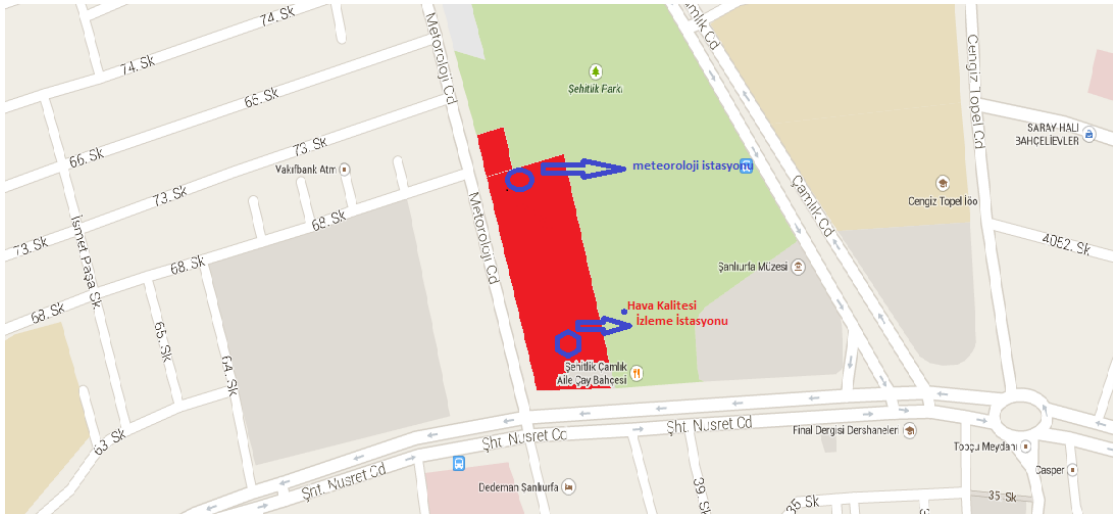 74. Sk
74. Sk
Metoroloji Cd
Çamlık Cd
Cengiz Topel Cd
Şehitlik Parkı
65. Sk
66. Sk
73. Sk
SARAY HALI
BAHÇELİEVLER
Vakıfbank Atm
meteoroloji istasyonu
73. Sk
Cengiz Topel İöo
Çamlık Cd
İsmet Paşa Sk
68. Sk
73. Sk
Metoroloji Cd
4052. Sk
68. Sk
Şanlıurfa Müzesi
68. Sk
Hava Kalitesi
İzleme İstasyonu
65. Sk
64. Sk
Şehitlik Çamlık
Aile Çay Bahçesi
63. Sk
Şht. Nusret Cd
Şht. Nusret Cd
Final Dergisi Dershaneleri
Topçu Meydanı
Şht. Nusret Cd
Casper
Dedeman Şanlıurfa
39. Sk
35 Sk
35 Sk